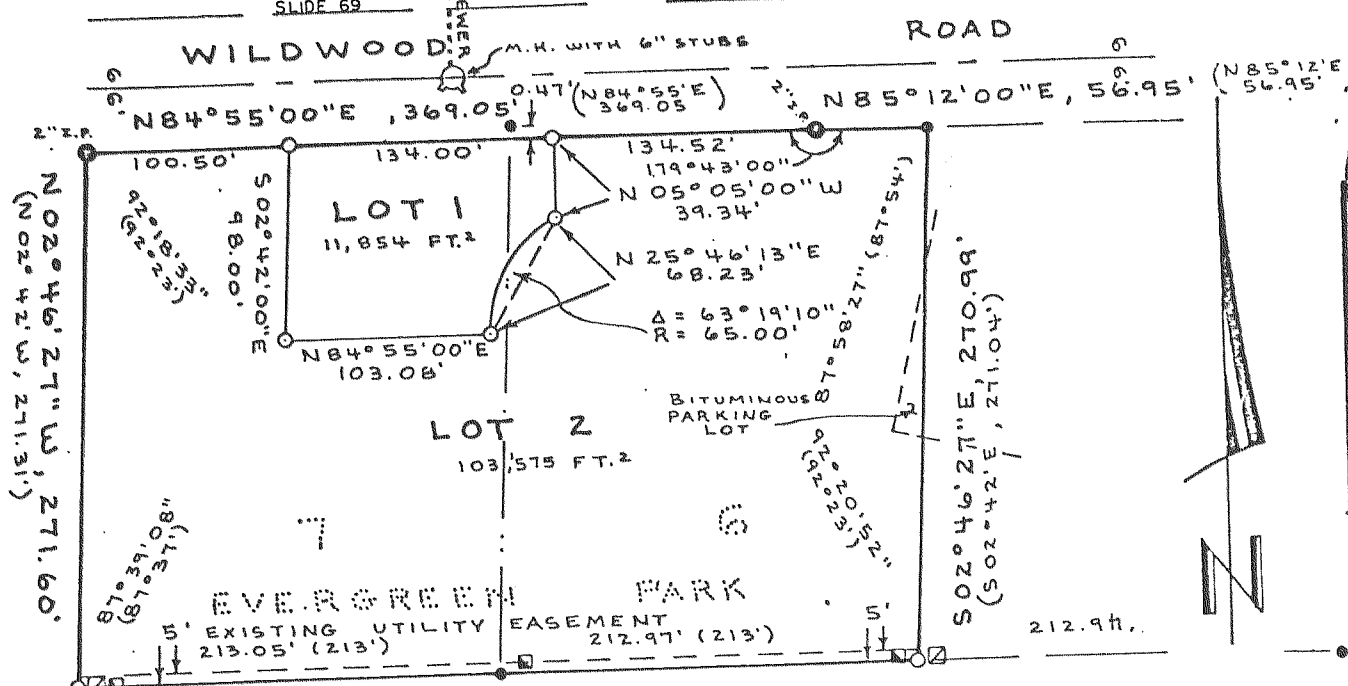 SLIDE 69
EWER
WILDWOOD ROAD
M.H. WITH 6" STUBS
66'
66
0.47'
(N84°55'E
369.05
N84°55'00"E , 369.05'
N85°12'00"E, 56.95'
(N85°12'E
56.95'
2" I.P.
2" I.P.
100.50'
134.00'
134.52'
179°43'00"
N 05°05'00"W
39.34'
LOT 1
11,854 FT.²
S02°42'00"E
98.00'
92°18'33"
(92°23')
N02°46'27"W, 271.60'
(N02°42'W, 271.31')
N 25°46'13"E
68.23'
Δ = 63°19'10"
R = 65.00'
N84°55'00"E
103.08'
87°58'27" (87°54')
BITUMINOUS
PARKING
LOT
S02°46'27"E, 270.99'
(S02°42'E, 271.04')
LOT 2
103,575 FT.²
92°20'52"
(92°23')
7
6
87°39'08"
(87°37')
EVERGREEN PARK
5' EXISTING UTILITY EASEMENT
5'
213.05' (213')
212.97' (213')
N